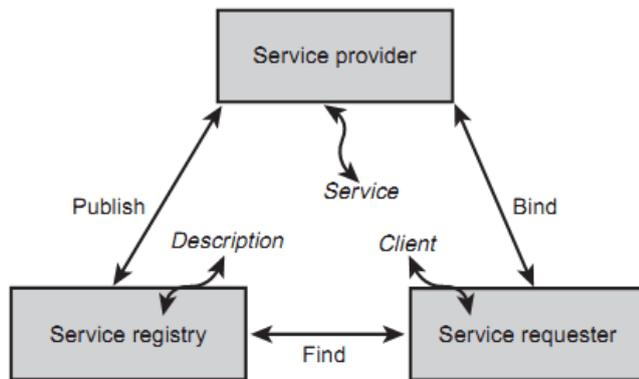 Service provider
Service
Publish
Bind
Description
Client
Service registry
Service requester
Find